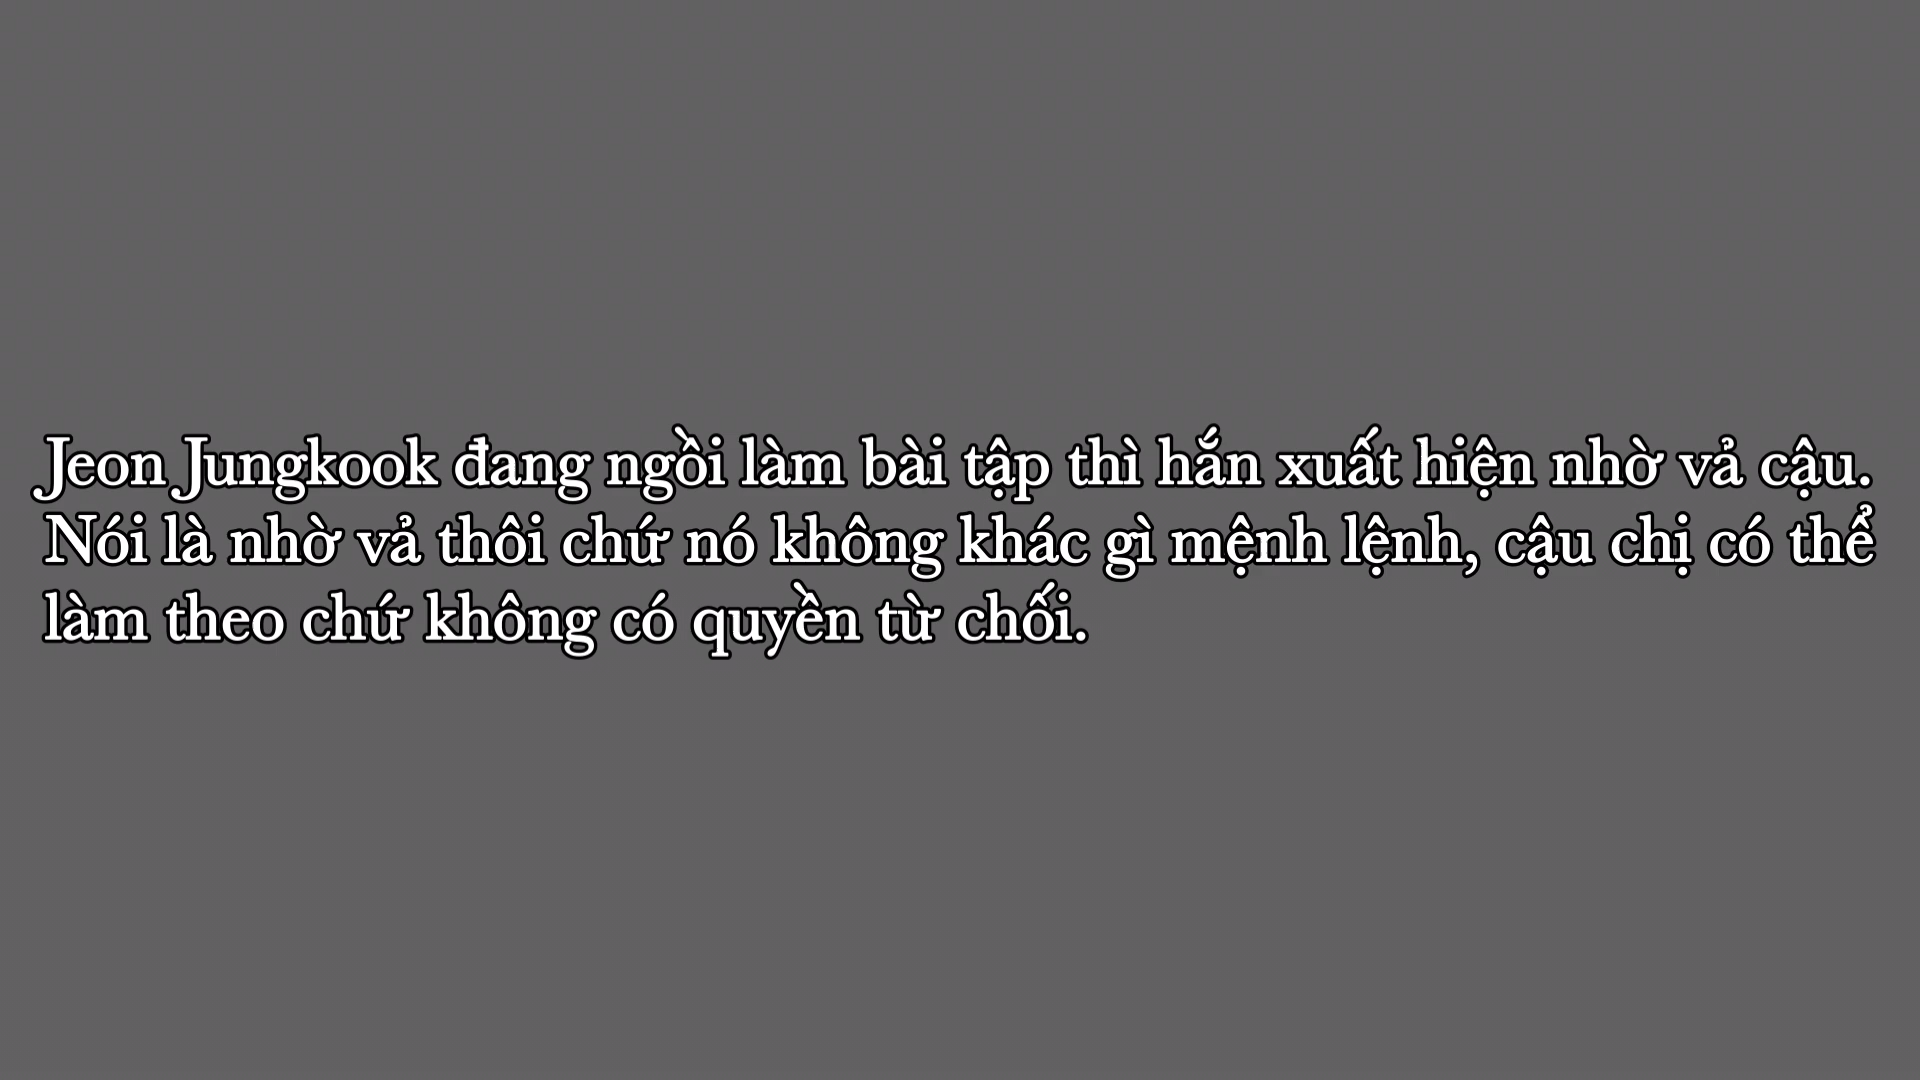 Jeon Jungkook đang ngồi làm bài tập thì hắn xuất hiện nhờ vả cậu.
Nói là nhờ vả thôi chứ nó không khác gì mệnh lệnh, cậu chị có thể
làm theo chứ không có quyền từ chối.